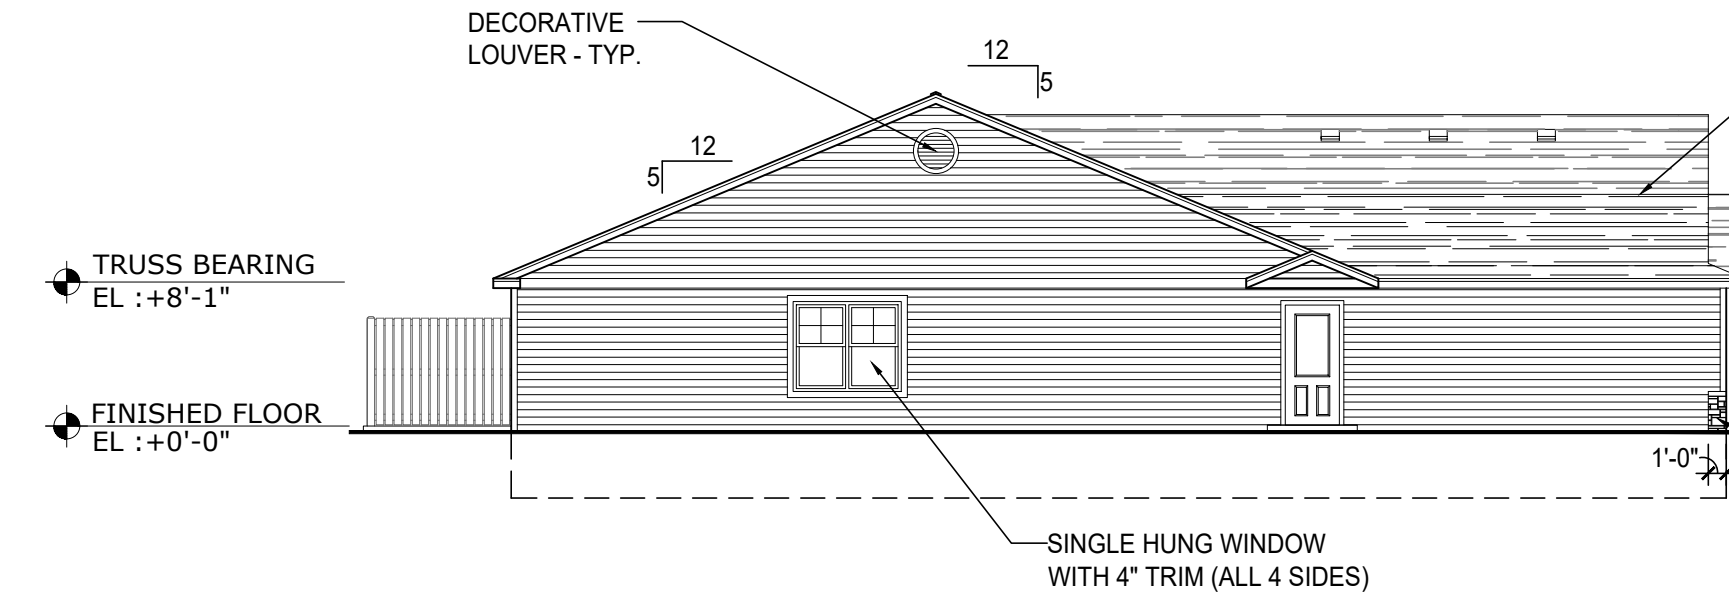 DECORATIVE
LOUVER - TYP.
12
5
12
5
TRUSS BEARING
EL :+8'-1"
FINISHED FLOOR
EL :+0'-0"
1'-0"
SINGLE HUNG WINDOW
WITH 4" TRIM (ALL 4 SIDES)